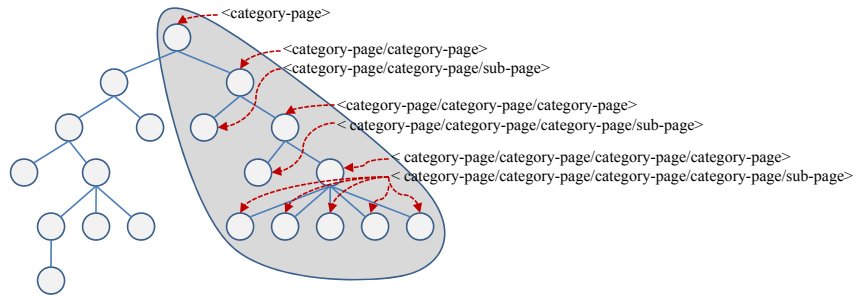 <category-page>
<category-page/category-page>
<category-page/category-page/sub-page>
<category-page/category-page/category-page>
< category-page/category-page/category-page/sub-page>
< category-page/category-page/category-page/category-page>
< category-page/category-page/category-page/category-page/sub-page>